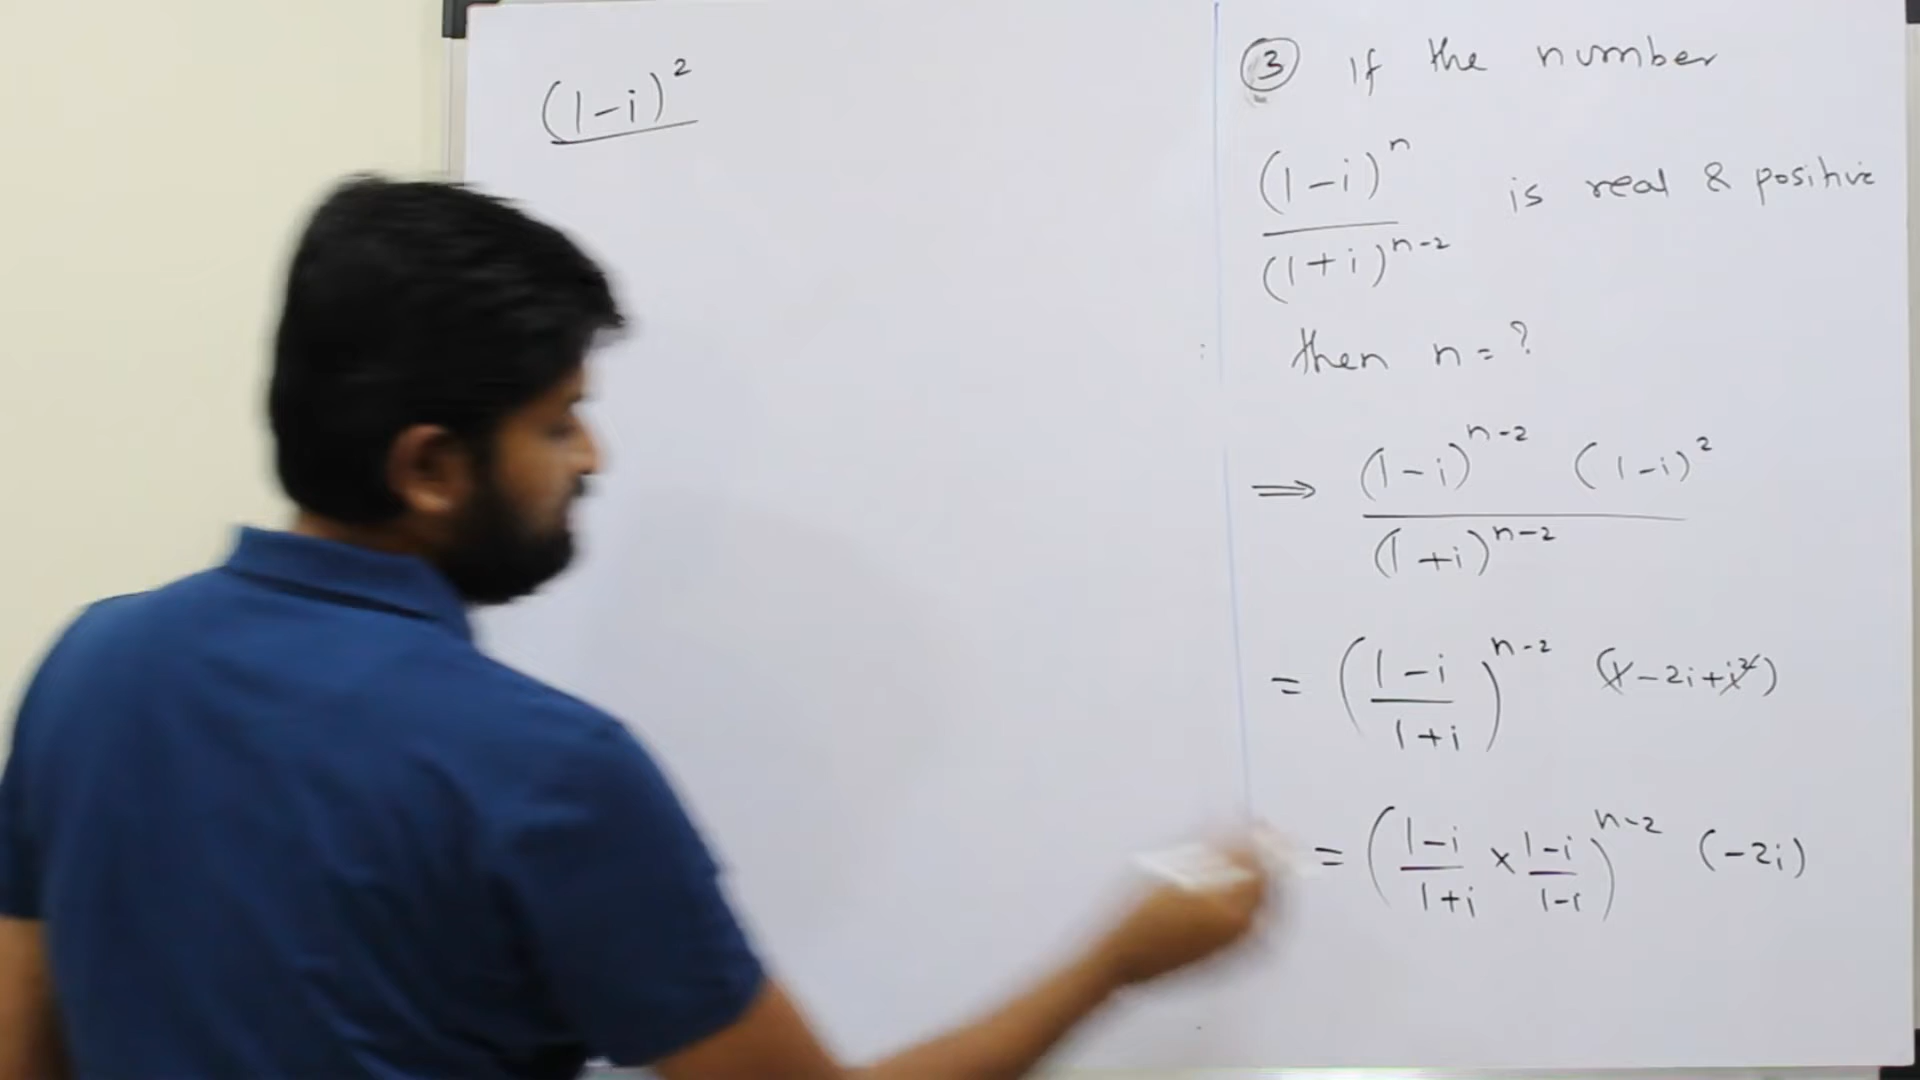 (1-i)²
③ If the number
(1-i)ⁿ / (1+i)ⁿ⁻² is real & positive
then n = ?
⟹ (1-i)ⁿ⁻² (1-i)² / (1+i)ⁿ⁻²
= (1-i / 1+i)ⁿ⁻² (1-2i+i²)
= (1-i / 1+i × 1-i / 1-i)ⁿ⁻² (-2i)